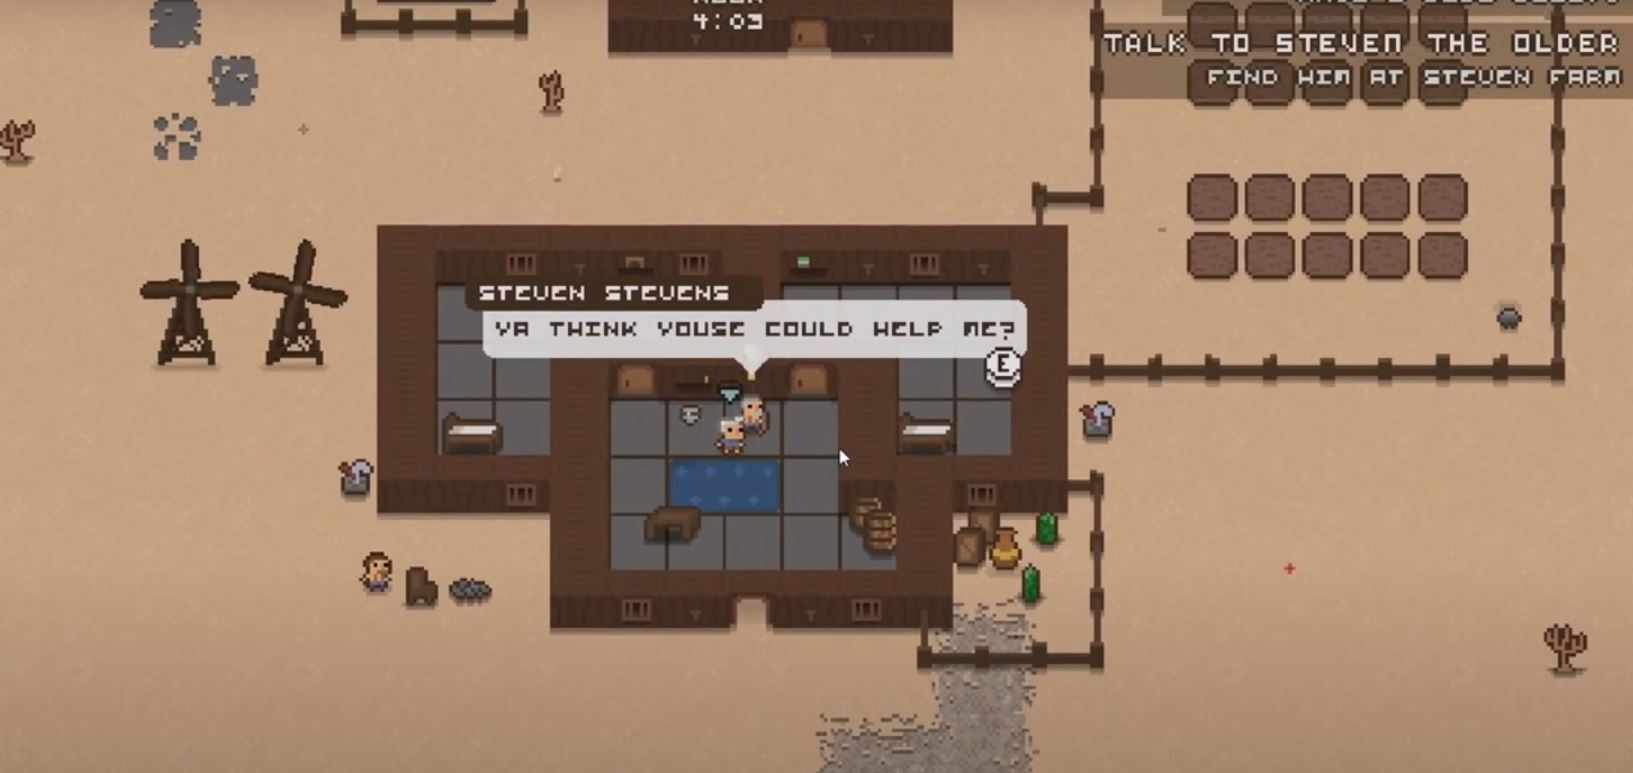 4:03
TALK TO STEVEN THE OLDER
FIND HIM AT STEVEN FARM
STEVEN STEVENS
YA THINK YOUSE COULD HELP ME?
E